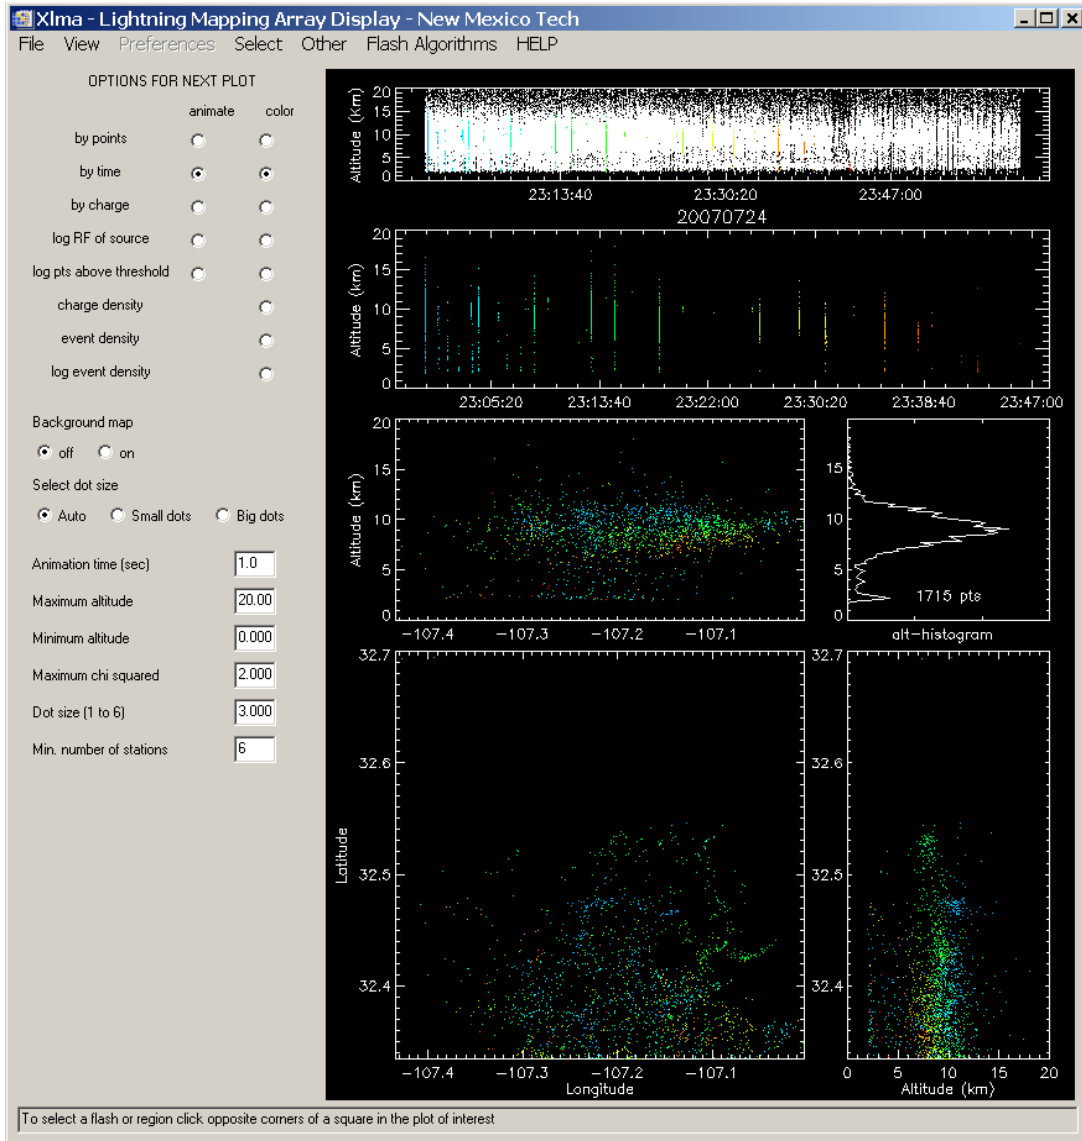 Xlma - Lightning Mapping Array Display - New Mexico Tech
File View Preferences Select Other Flash Algorithms HELP
OPTIONS FOR NEXT PLOT
animate color
by points
by time
by charge
log RF of source
log pts above threshold
charge density
event density
log event density
Background map
off on
Select dot size
Auto Small dots Big dots
Animation time (sec) 1.0
Maximum altitude 20.00
Minimum altitude 0.000
Maximum chi squared 2.000
Dot size (1 to 6) 3.000
Min. number of stations 6
Altitude (Km)
20
15
10
5
0
23:13:40 23:30:20 23:47:00
20070724
Altitude (km)
20
15
10
5
0
23:05:20 23:13:40 23:22:00 23:30:20 23:38:40 23:47:00
Altitude (km)
20
15
10
5
0
-107.4 -107.3 -107.2 -107.1
15
10
5
0
1715 pts
alt-histogram
Latitude
32.7
32.6
32.5
32.4
-107.4 -107.3 -107.2 -107.1
Longitude
32.7
32.6
32.5
32.4
0 5 10 15 20
Altitude (km)
To select a flash or region click opposite corners of a square in the plot of interest